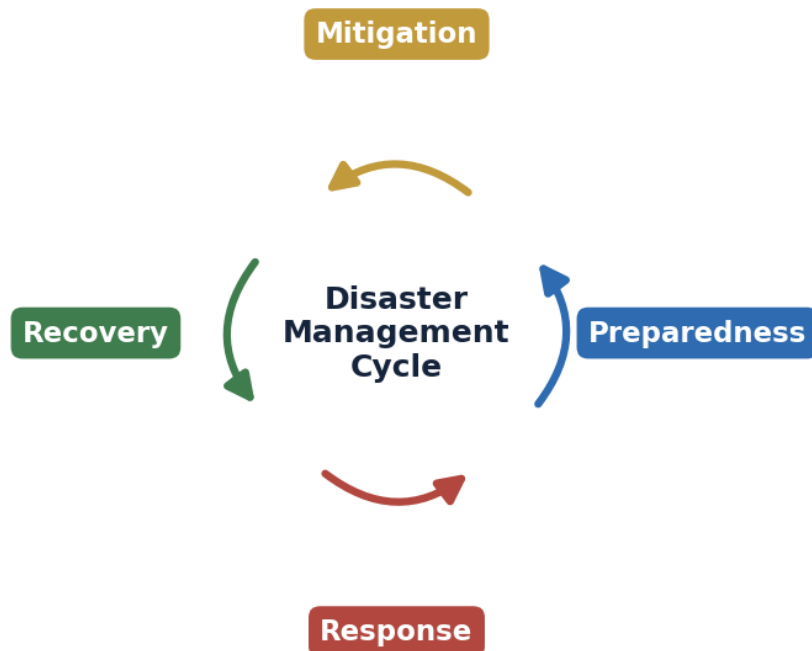 Mitigation
Disaster
Management
Cycle
Recovery
Preparedness
Response